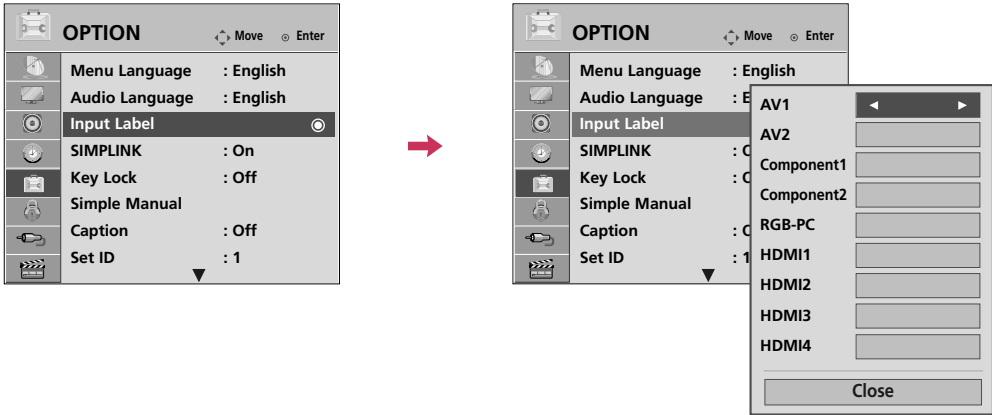 OPTION Move Enter
Menu Language : English
Audio Language : English
Input Label
SIMPLINK : On
Key Lock : Off
Simple Manual
Caption : Off
Set ID : 1
OPTION Move Enter
Menu Language : English
Audio Language : E
Input Label
SIMPLINK : O
Key Lock : O
Simple Manual
Caption : O
Set ID : 1
AV1
AV2
Component1
Component2
RGB-PC
HDMI1
HDMI2
HDMI3
HDMI4
Close